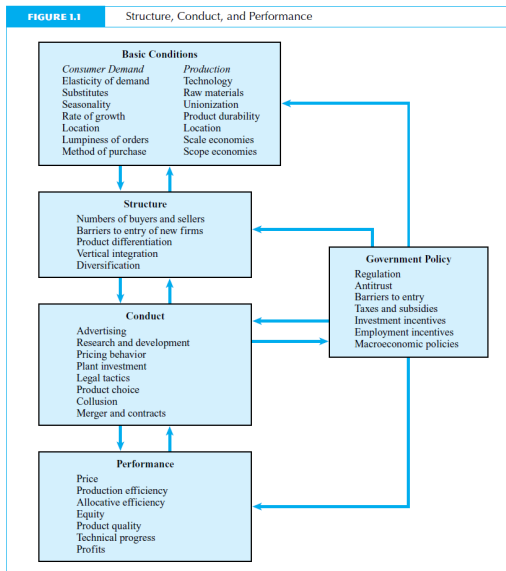 FIGURE 1.1
Structure, Conduct, and Performance
Basic Conditions
Consumer Demand
Elasticity of demand
Substitutes
Seasonality
Rate of growth
Location
Lumpiness of orders
Method of purchase
Production
Technology
Raw materials
Unionization
Product durability
Location
Scale economies
Scope economies
Structure
Numbers of buyers and sellers
Barriers to entry of new firms
Product differentiation
Vertical integration
Diversification
Government Policy
Regulation
Antitrust
Barriers to entry
Taxes and subsidies
Investment incentives
Employment incentives
Macroeconomic policies
Conduct
Advertising
Research and development
Pricing behavior
Plant investment
Legal tactics
Product choice
Collusion
Merger and contracts
Performance
Price
Production efficiency
Allocative efficiency
Equity
Product quality
Technical progress
Profits